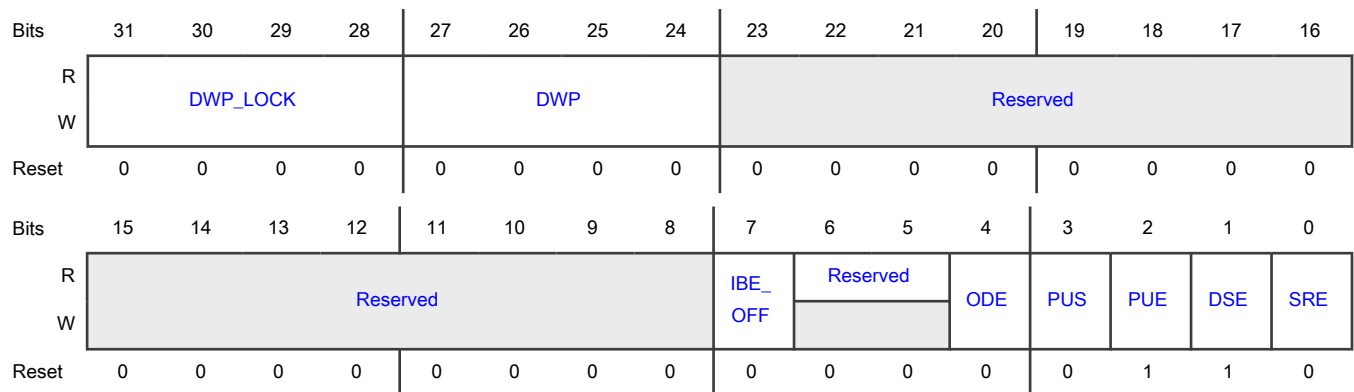 Bits 31 30 29 28 27 26 25 24 23 22 21 20 19 18 17 16
R
DWP_LOCK DWP Reserved
W
Reset 0 0 0 0 0 0 0 0 0 0 0 0 0 0 0 0
Bits 15 14 13 12 11 10 9 8 7 6 5 4 3 2 1 0
R Reserved
IBE_
Reserved ODE PUS PUE DSE SRE
OFF
W
Reset 0 0 0 0 0 0 0 0 0 0 0 0 0 1 1 0